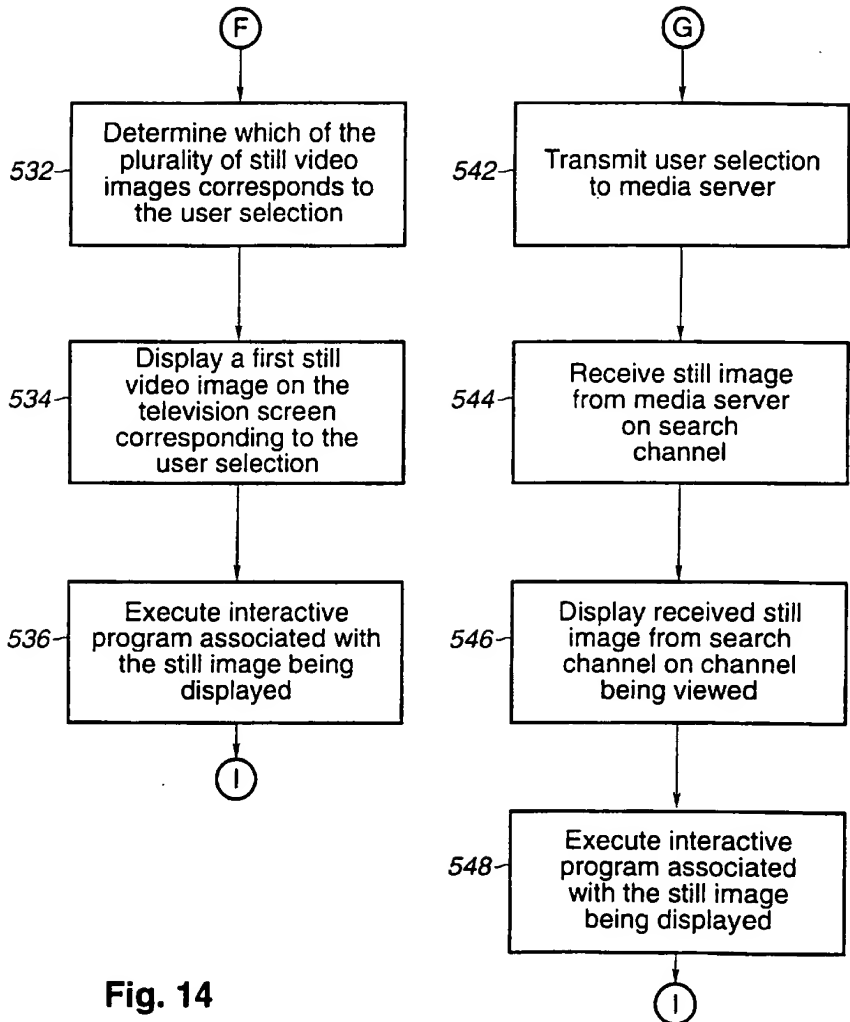 F
532
Determine which of the
plurality of still video
images corresponds to
the user selection
534
Display a first still
video image on the
television screen
corresponding to the
user selection
536
Execute interactive
program associated with
the still image being
displayed
I
G
542
Transmit user selection
to media server
544
Receive still image
from media server
on search
channel
546
Display received still
image from search
channel on channel
being viewed
548
Execute interactive
program associated
with the still image
being displayed
I
Fig. 14